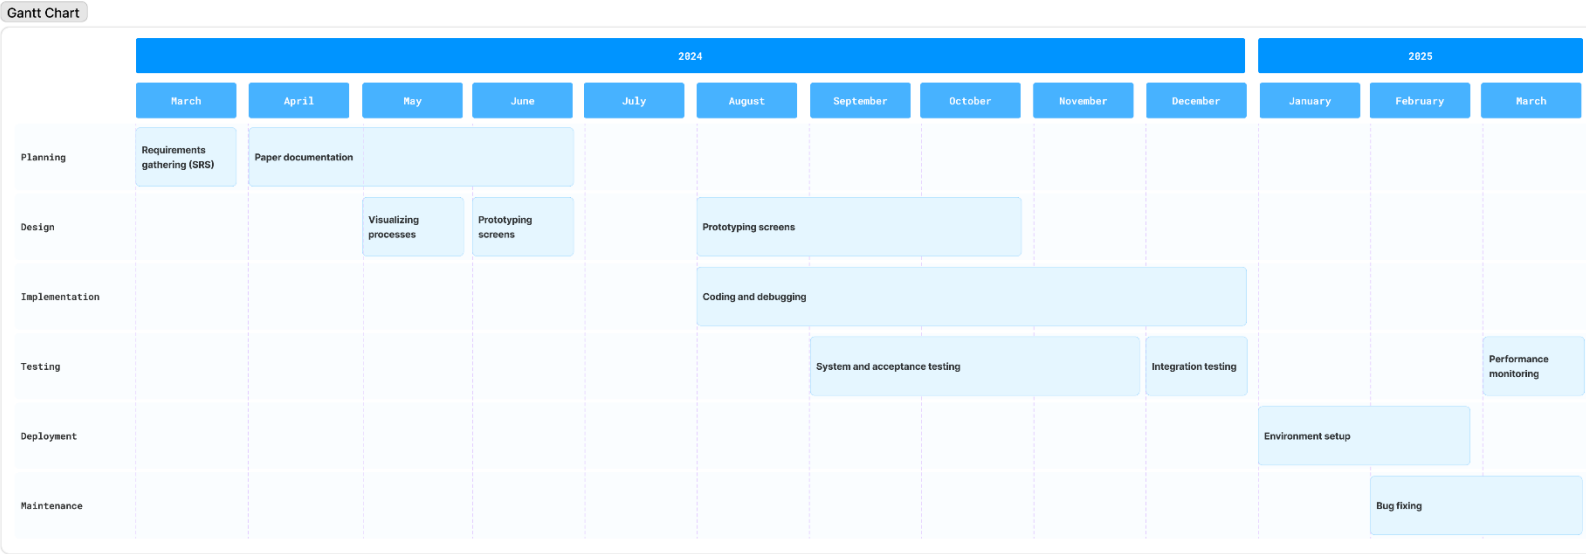 Gantt Chart
2024
2025
March
April
May
June
July
August
September
October
November
December
January
February
March
Planning
Requirements
gathering (SRS)
Paper documentation
Design
Visualizing
processes
Prototyping
screens
Prototyping screens
Implementation
Coding and debugging
Testing
System and acceptance testing
Integration testing
Performance
monitoring
Deployment
Environment setup
Maintenance
Bug fixing